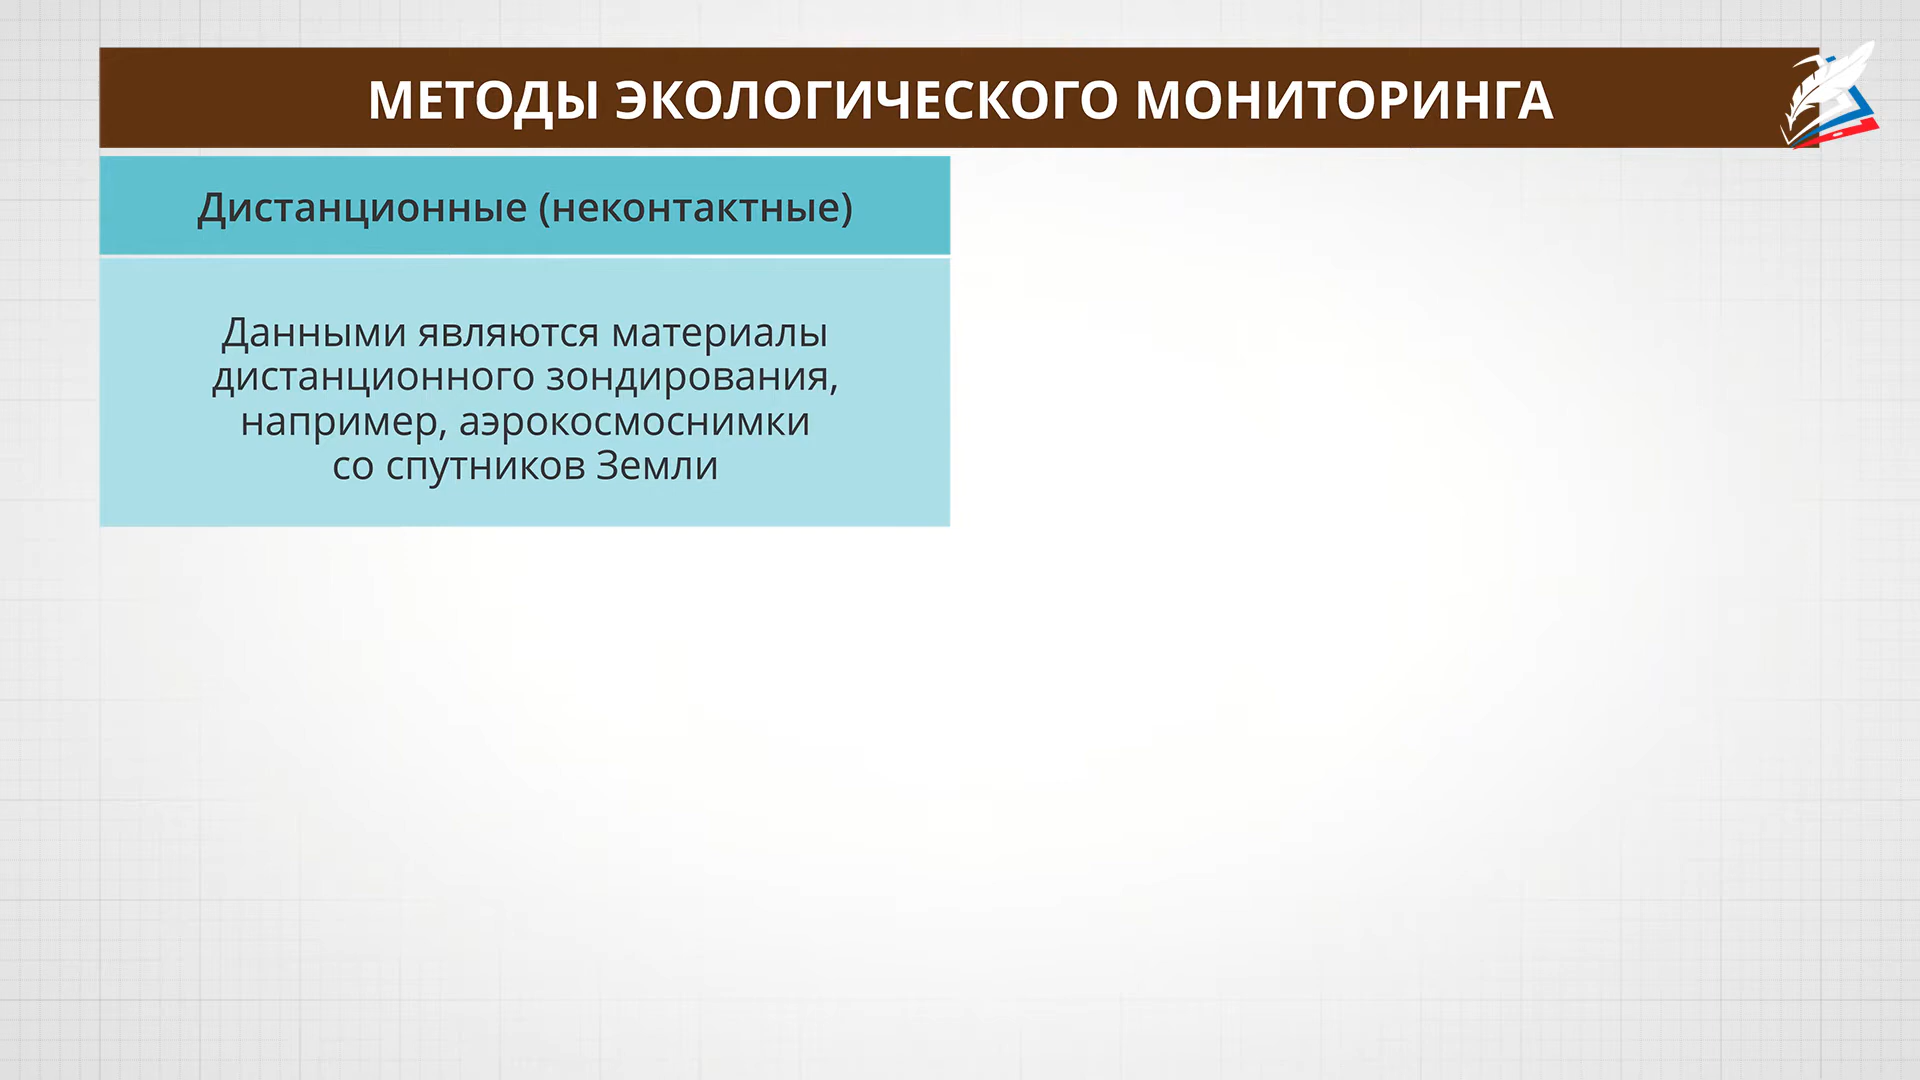 МЕТОДЫ ЭКОЛОГИЧЕСКОГО МОНИТОРИНГА
Дистанционные (неконтактные)
Данными являются материалы
дистанционного зондирования,
например, аэрокосмоснимки
со спутников Земли